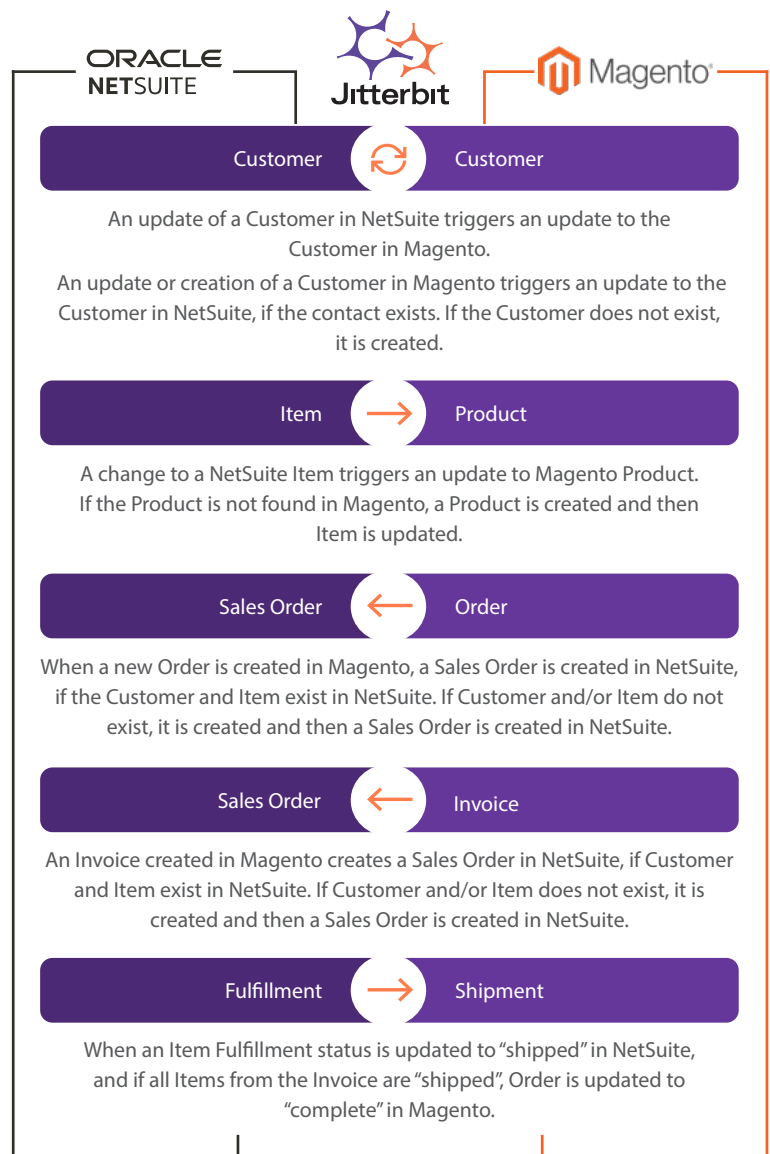 ORACLE
NETSUITE
Jitterbit
Magento®
Customer
Customer
An update of a Customer in NetSuite triggers an update to the
Customer in Magento.
An update or creation of a Customer in Magento triggers an update to the
Customer in NetSuite, if the contact exists. If the Customer does not exist,
it is created.
Item
Product
A change to a NetSuite Item triggers an update to Magento Product.
If the Product is not found in Magento, a Product is created and then
Item is updated.
Sales Order
Order
When a new Order is created in Magento, a Sales Order is created in NetSuite,
if the Customer and Item exist in NetSuite. If Customer and/or Item do not
exist, it is created and then a Sales Order is created in NetSuite.
Sales Order
Invoice
An Invoice created in Magento creates a Sales Order in NetSuite, if Customer
and Item exist in NetSuite. If Customer and/or Item does not exist, it is
created and then a Sales Order is created in NetSuite.
Fulfillment
Shipment
When an Item Fulfillment status is updated to “shipped” in NetSuite,
and if all Items from the Invoice are “shipped”, Order is updated to
“complete” in Magento.